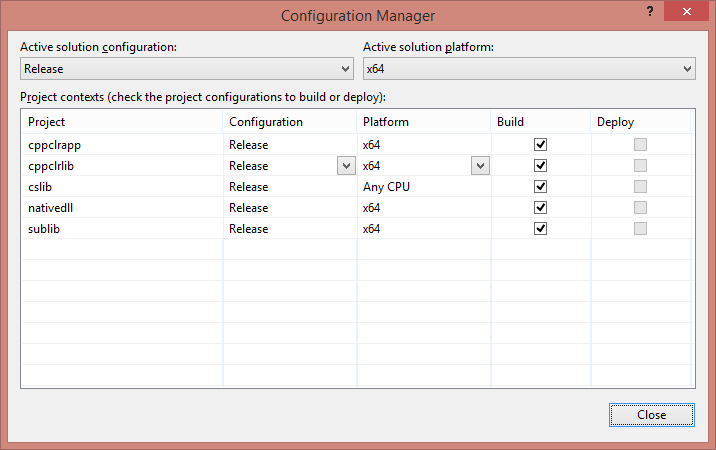 Configuration Manager
?
Active solution configuration: Active solution platform:
Release x64
Project contexts (check the project configurations to build or deploy):
Project Configuration Platform Build Deploy
cppclrapp Release x64
cppclrlib Release x64
cslib Release Any CPU
nativedll Release x64
sublib Release x64
Close